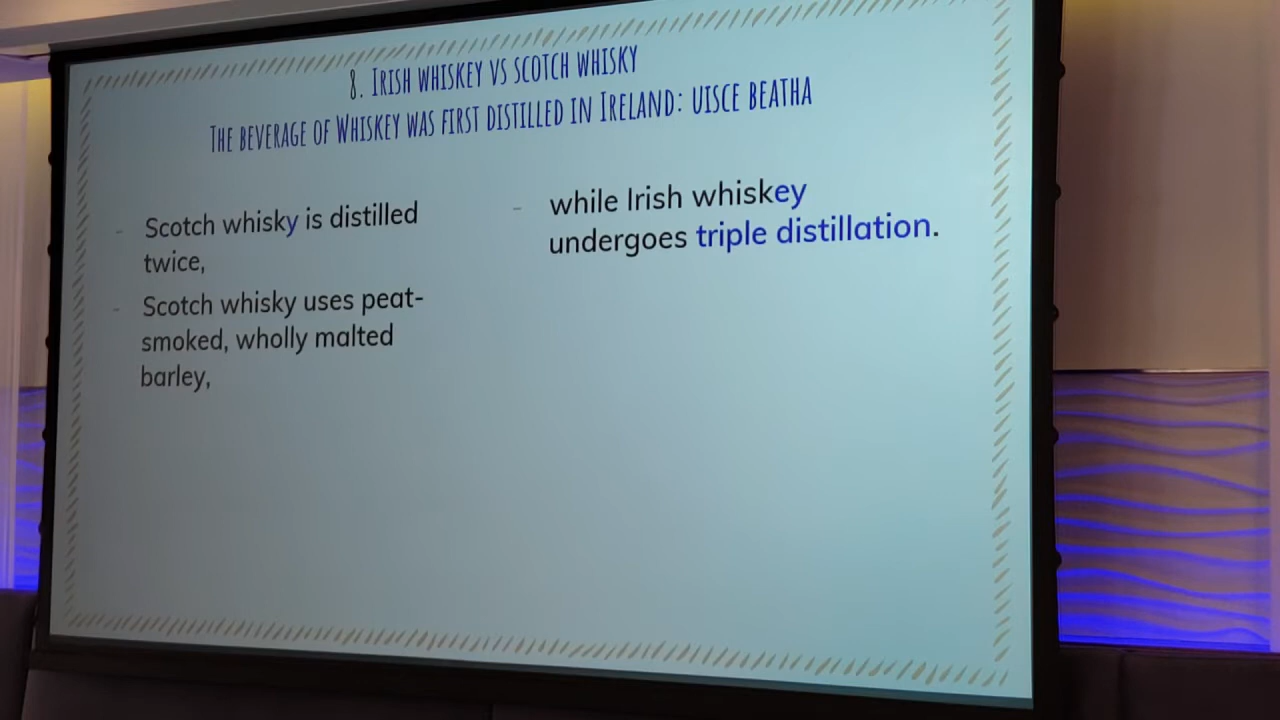 8. Irish whiskey vs scotch whisky
The beverage of Whiskey was first distilled in Ireland: uisce beatha
- Scotch whisky is distilled
twice,
- Scotch whisky uses peat-
smoked, wholly malted
barley,
- while Irish whiskey
undergoes triple distillation.